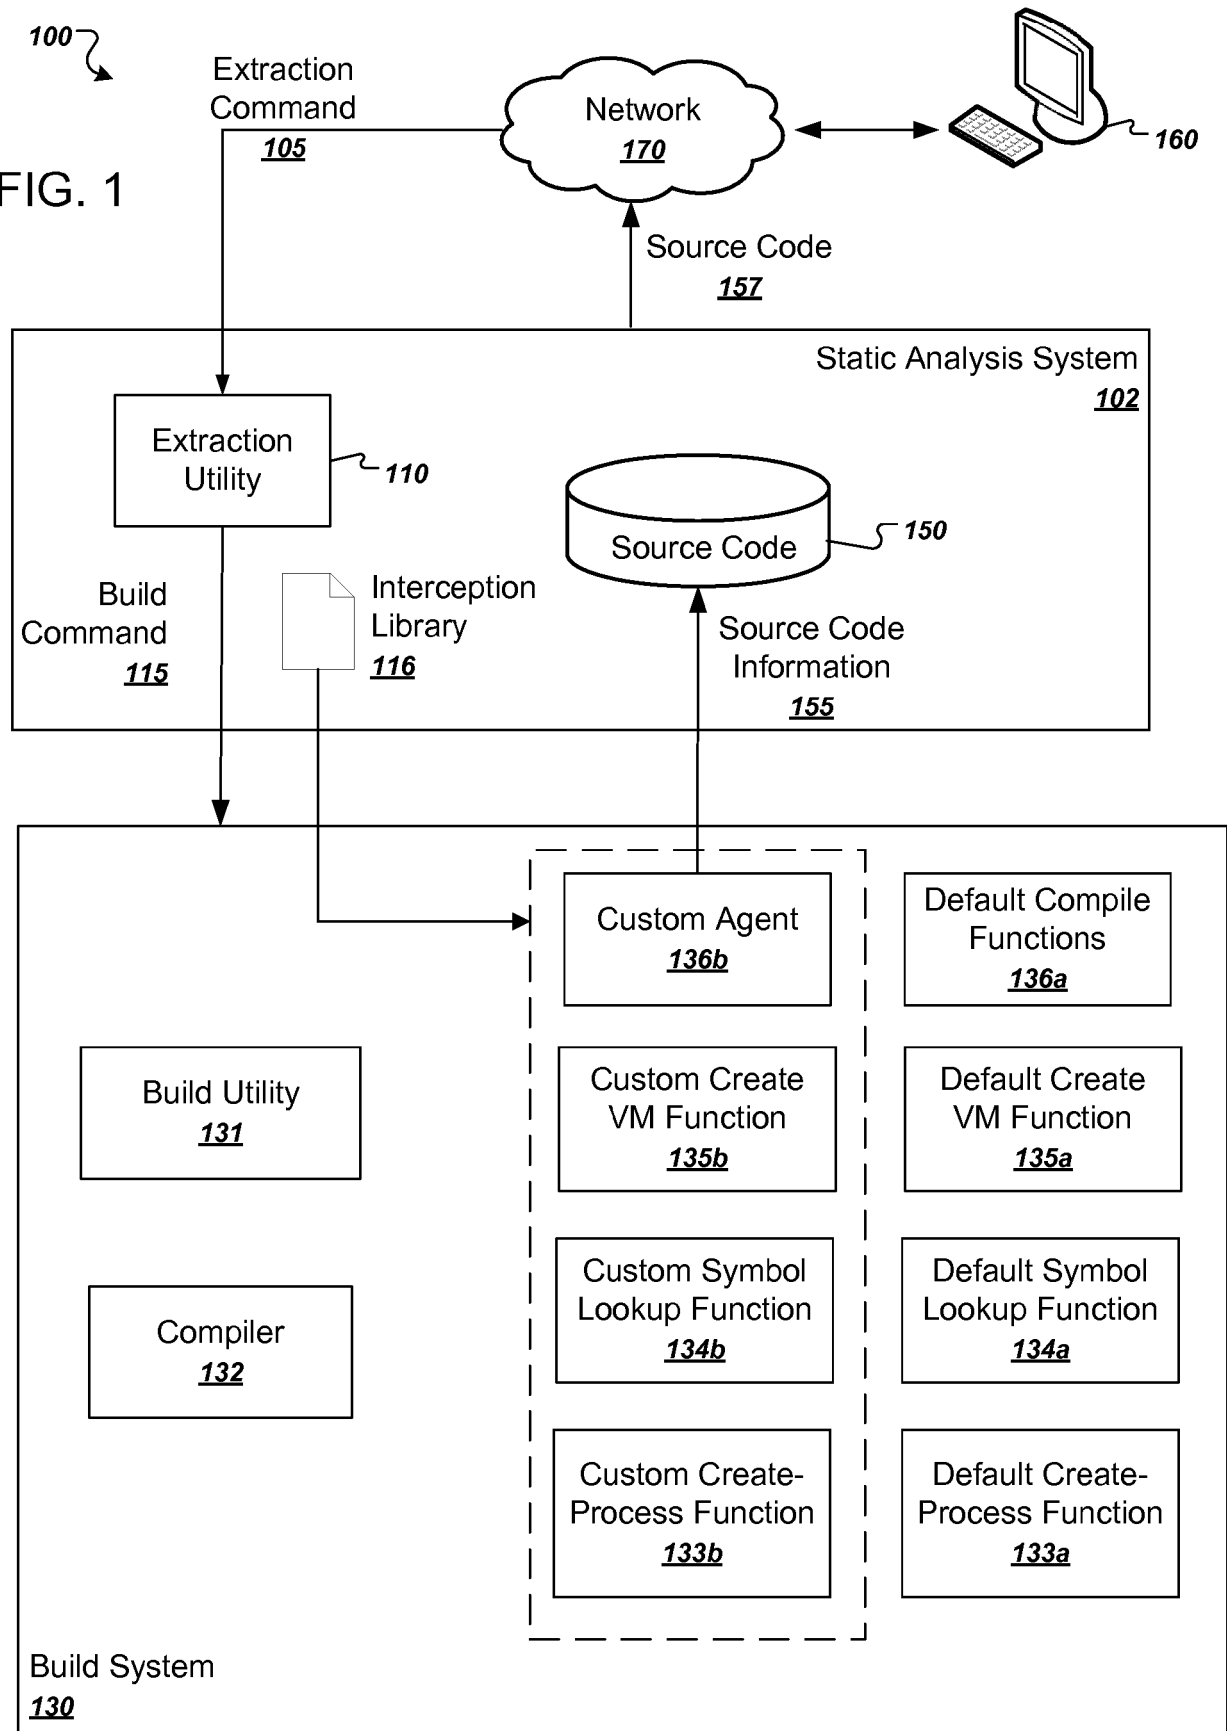 100
Extraction
Command
105
Network
170
160
FIG. 1
Source Code
157
Static Analysis System
102
Extraction
Utility
110
Source Code
150
Build
Command
115
Interception
Library
116
Source Code
Information
155
Custom Agent
136b
Default Compile
Functions
136a
Build Utility
131
Custom Create
VM Function
135b
Default Create
VM Function
135a
Compiler
132
Custom Symbol
Lookup Function
134b
Default Symbol
Lookup Function
134a
Custom Create-
Process Function
133b
Default Create-
Process Function
133a
Build System
130